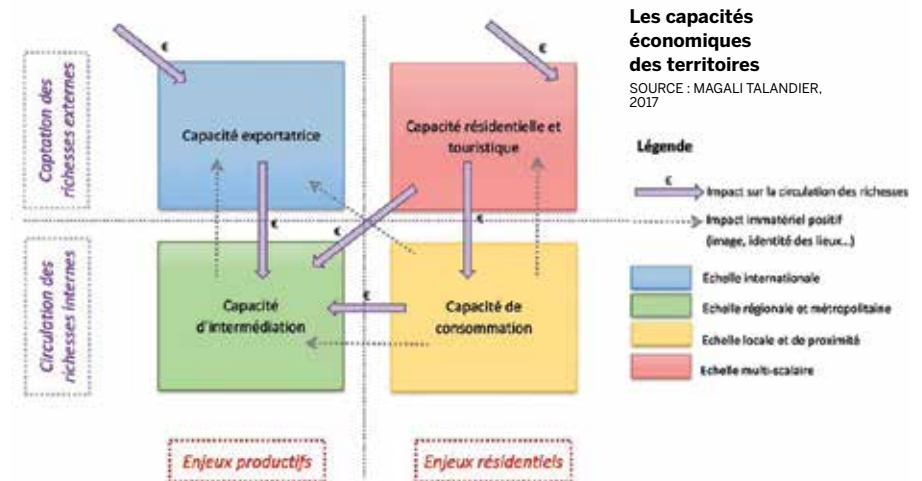 Les capacités
économiques
des territoires
SOURCE : MAGALI TALANDIER,
2017
Captation des
richesses externes
Circulation des
richesses internes
€
€
Capacité exportatrice
Capacité résidentielle et
touristique
€
€
€
Capacité
d'intermédiation
€
Capacité de
consommation
Enjeux productifs
Enjeux résidentiels
Légende
€
Impact sur la circulation des richesses
Impact immatériel positif
(image, identité des lieux...)
Echelle internationale
Echelle régionale et métropolitaine
Echelle locale et de proximité
Echelle multi-scalaire